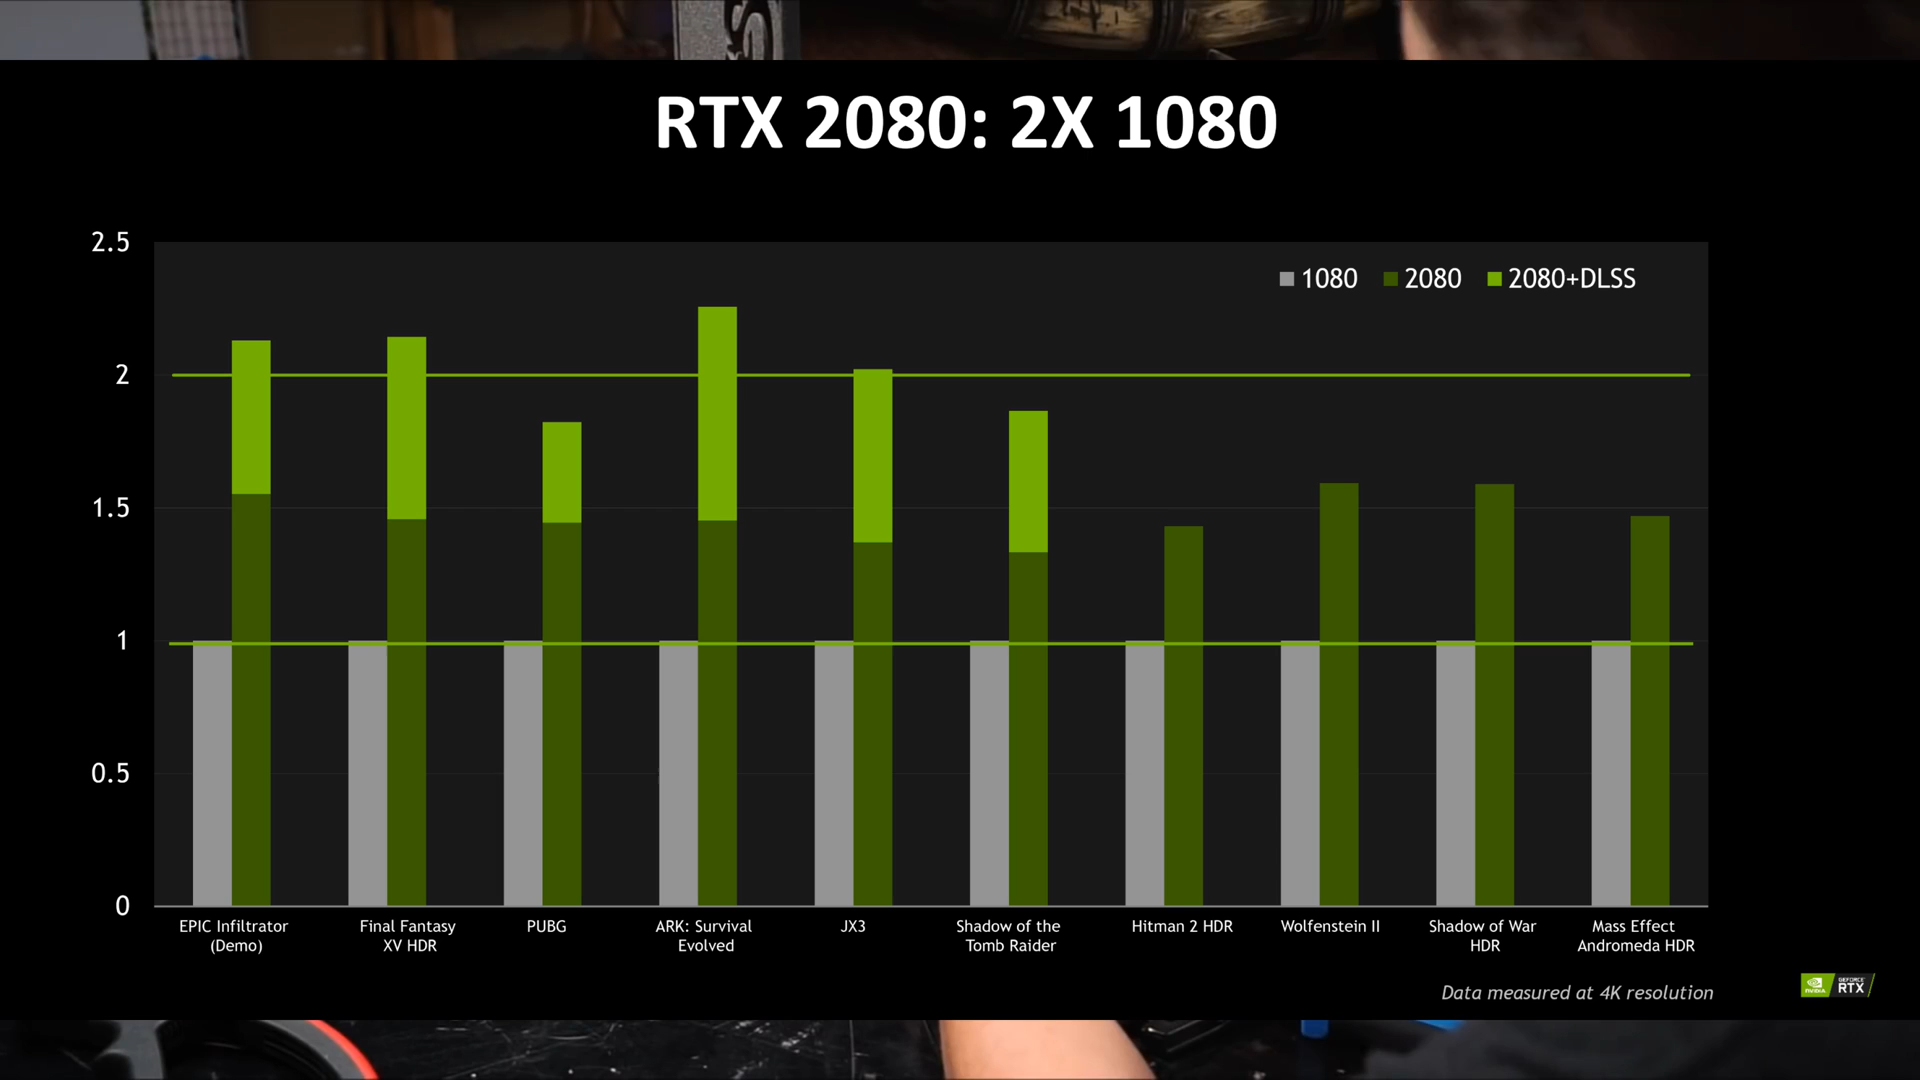 RTX 2080: 2X 1080
2.5
2
1.5
1
0.5
0
1080
2080
2080+DLSS
EPIC Infiltrator
(Demo)
Final Fantasy
XV HDR
PUBG
ARK: Survival
Evolved
JX3
Shadow of the
Tomb Raider
Hitman 2 HDR
Wolfenstein II
Shadow of War
HDR
Mass Effect
Andromeda HDR
Data measured at 4K resolution
NVIDIA
GEFORCE
RTX